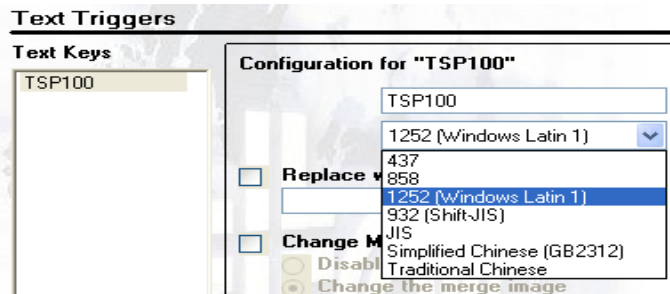 Text Triggers
Text Keys
TSP100
Configuration for "TSP100"
TSP100
1252 (Windows Latin 1)
437
858
1252 (Windows Latin 1)
932 (Shift-JIS)
JIS
Simplified Chinese (GB2312)
Traditional Chinese
Replace
Change
Change the merge image